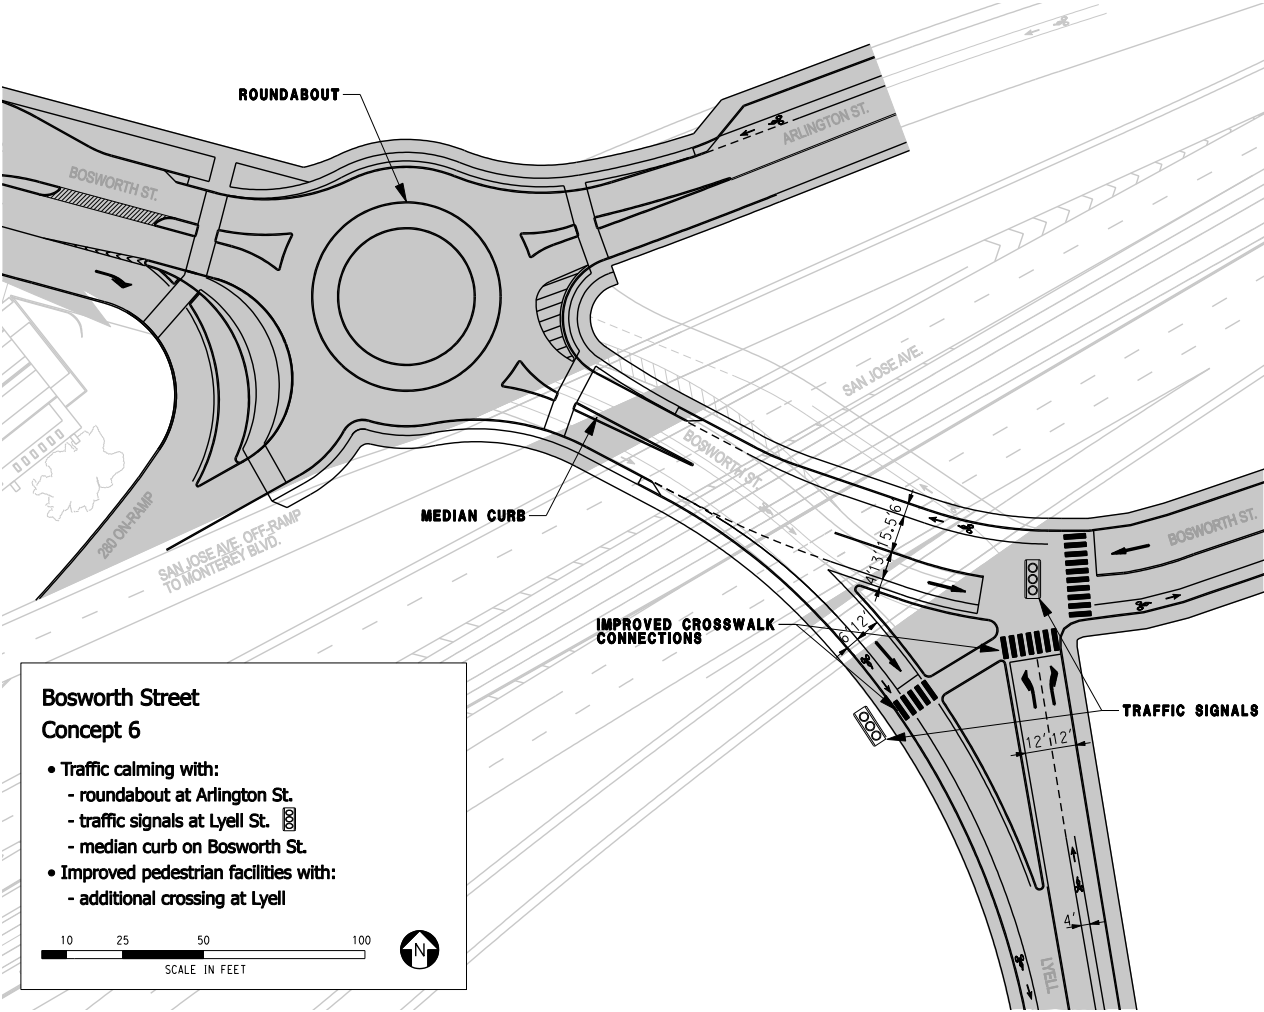 ROUNDABOUT
ARLINGTON ST.
BOSWORTH ST.
SAN JOSE AVE.
BOSWORTH ST.
MEDIAN CURB
280 ON-RAMP
SAN JOSE AVE. OFF-RAMP
TO MONTEREY BLVD.
6'
15.5'
13'
4'
BOSWORTH ST.
IMPROVED CROSSWALK
CONNECTIONS
6'
12'
TRAFFIC SIGNALS
12'
12'
4'
LYELL
Bosworth Street
Concept 6
• Traffic calming with:
- roundabout at Arlington St.
- traffic signals at Lyell St.
- median curb on Bosworth St.
• Improved pedestrian facilities with:
- additional crossing at Lyell
10 25 50 100
SCALE IN FEET
N